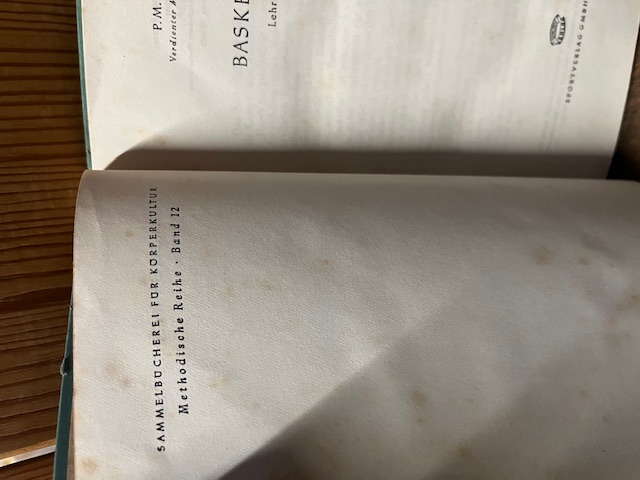 SAMMELBÜCHEREI FÜR KÖRPERKULTUR
Methodische Reihe · Band 12
P.M.
Verdienter
BASKE
Lehr
SPORTVERLAG GMBH